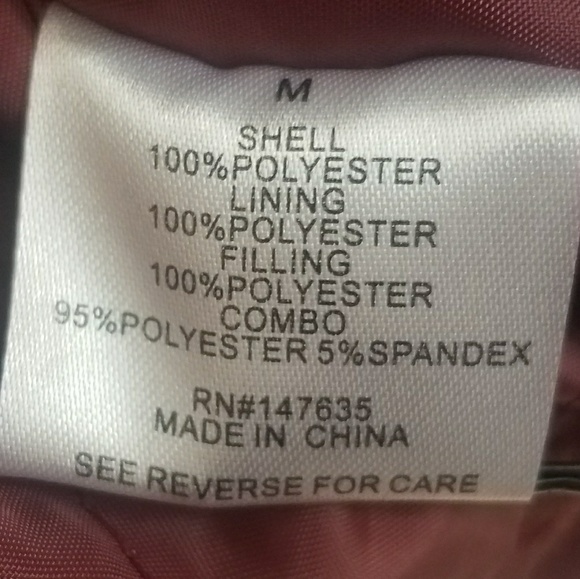 M
SHELL
100%POLYESTER
LINING
100%POLYESTER
FILLING
100%POLYESTER
COMBO
95%POLYESTER 5%SPANDEX
RN#147635
MADE IN CHINA
SEE REVERSE FOR CARE